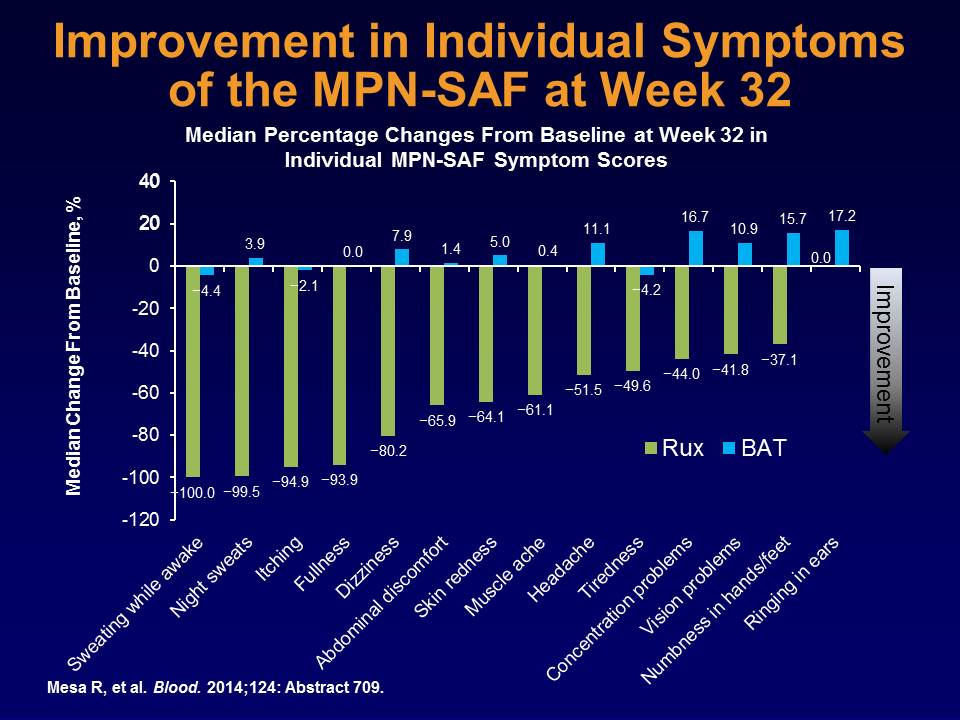 Improvement in Individual Symptoms
of the MPN-SAF at Week 32
Median Percentage Changes From Baseline at Week 32 in
Individual MPN-SAF Symptom Scores
Median Change From Baseline, %
40
20
0
-20
-40
-60
-80
-100
-120
−4.4
3.9
−2.1
0.0
7.9
1.4
5.0
0.4
11.1
−4.2
16.7
10.9
15.7
17.2
−100.0
−99.5
−94.9
−93.9
−80.2
−65.9
−64.1
−61.1
−51.5
−49.6
−44.0
−41.8
−37.1
0.0
Improvement
Rux
BAT
Sweating while awake
Night sweats
Itching
Fullness
Dizziness
Abdominal discomfort
Skin redness
Muscle ache
Headache
Tiredness
Concentration problems
Vision problems
Numbness in hands/feet
Ringing in ears
Mesa R, et al. Blood. 2014;124: Abstract 709.